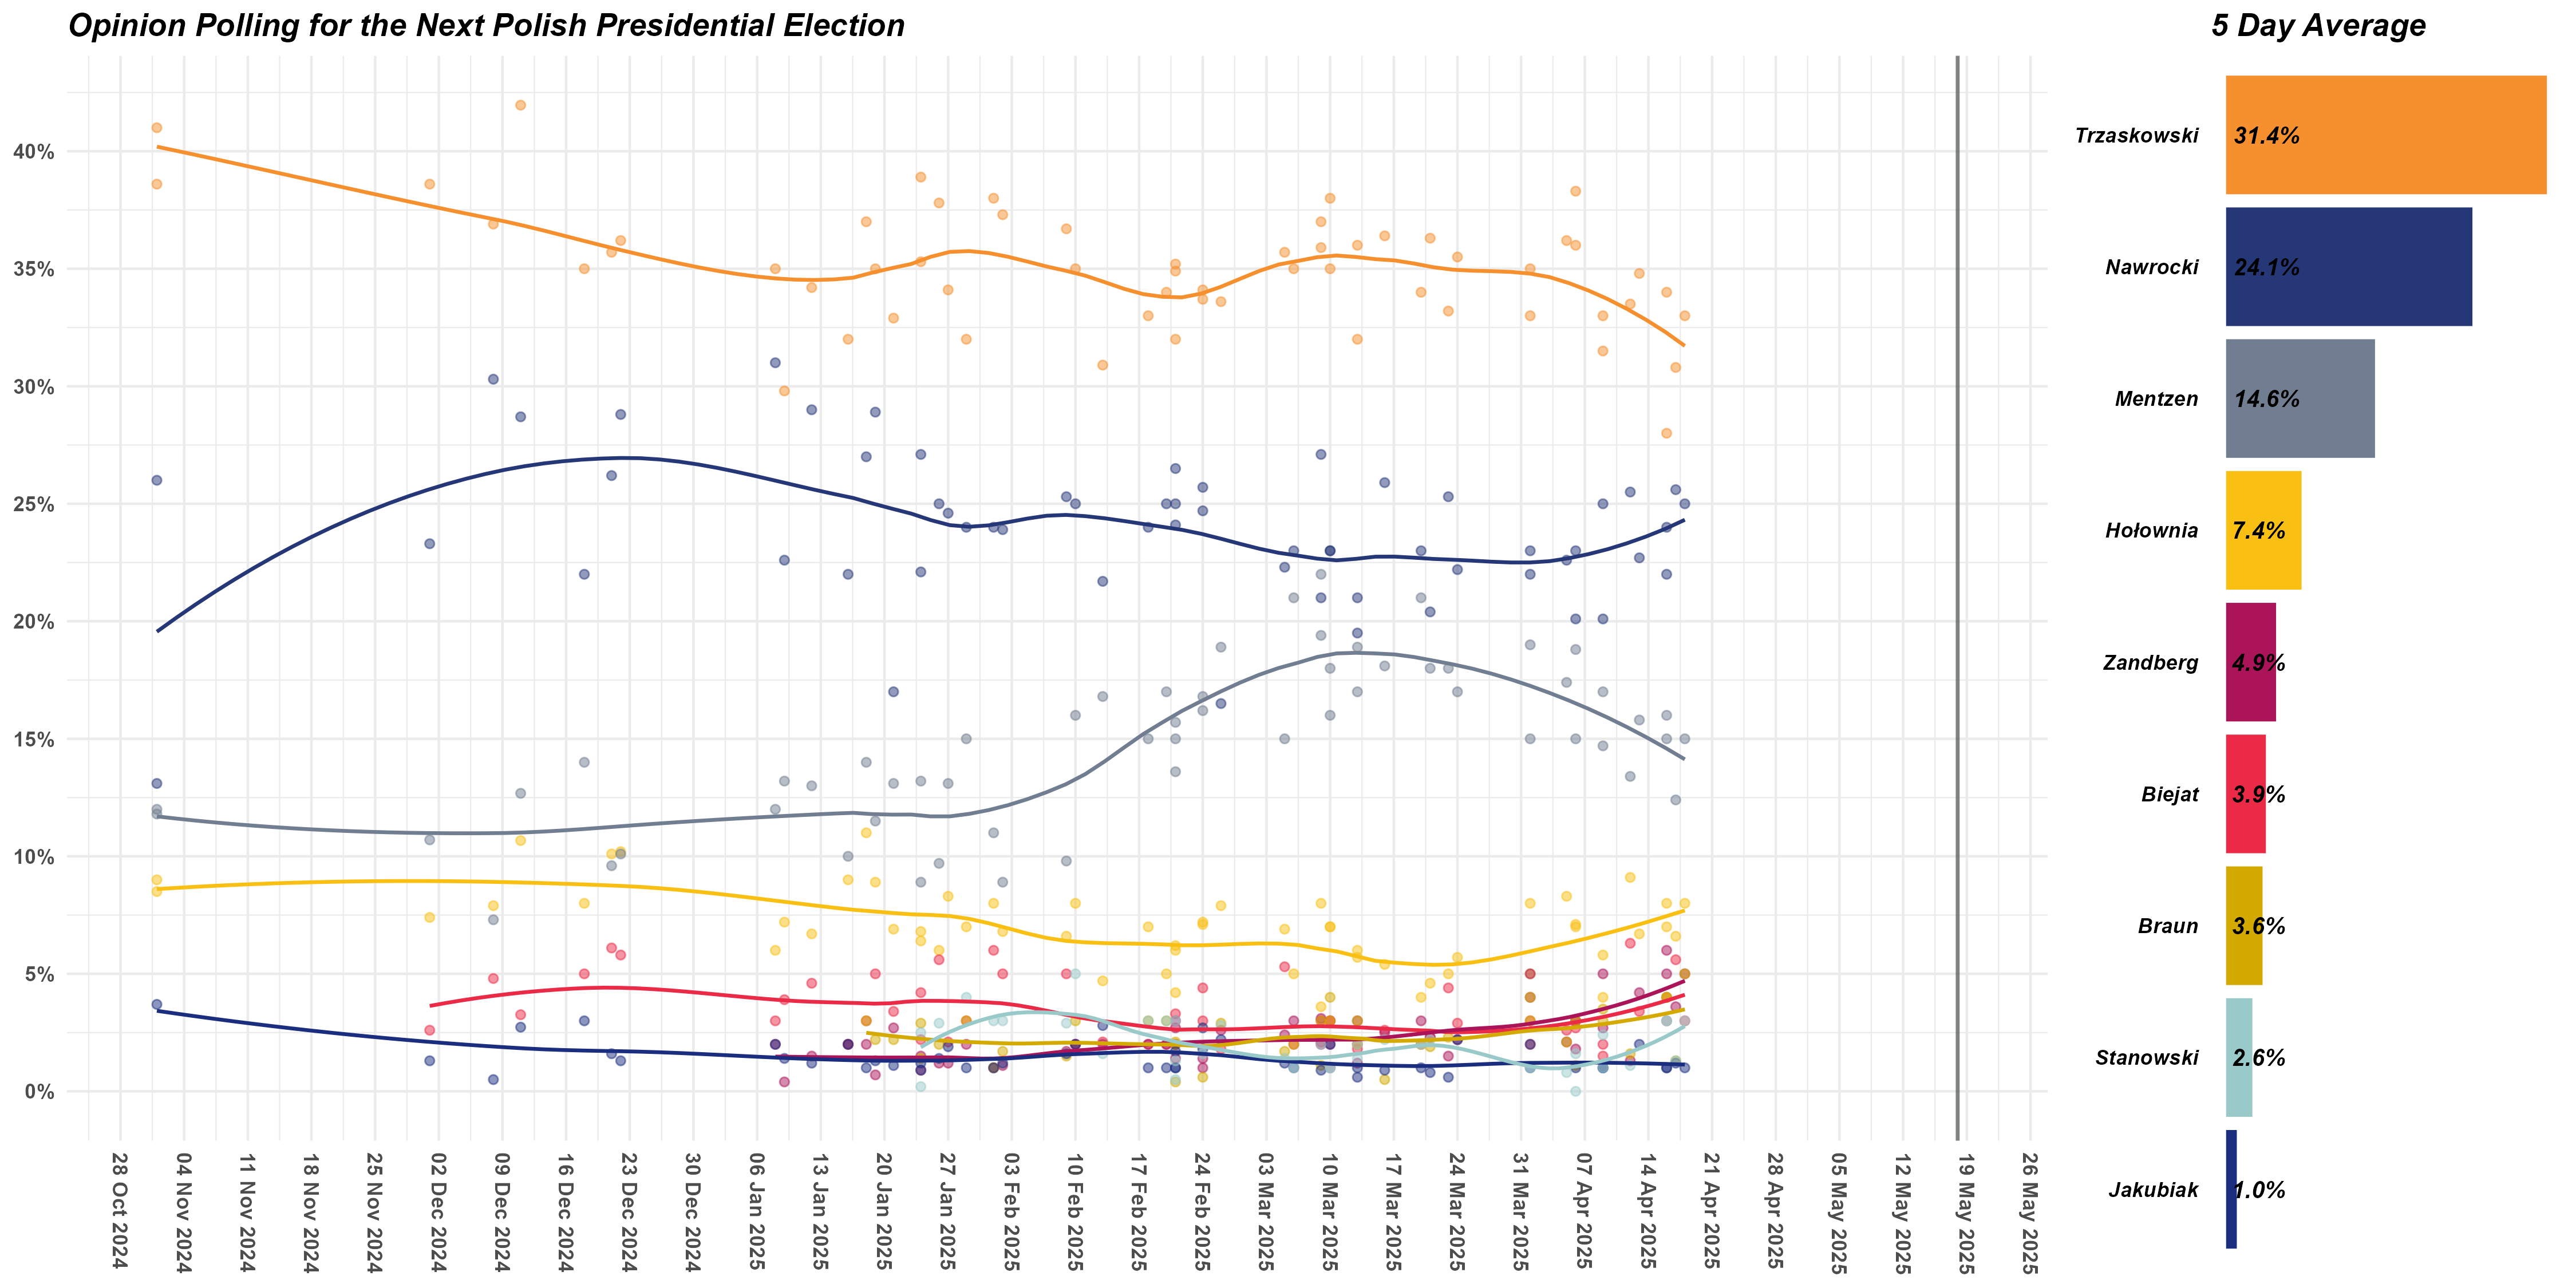 Opinion Polling for the Next Polish Presidential Election
5 Day Average
40%
35%
30%
25%
20%
15%
10%
5%
0%
28 Oct 2024
04 Nov 2024
11 Nov 2024
18 Nov 2024
25 Nov 2024
02 Dec 2024
09 Dec 2024
16 Dec 2024
23 Dec 2024
30 Dec 2024
06 Jan 2025
13 Jan 2025
20 Jan 2025
27 Jan 2025
03 Feb 2025
10 Feb 2025
17 Feb 2025
24 Feb 2025
03 Mar 2025
10 Mar 2025
17 Mar 2025
24 Mar 2025
31 Mar 2025
07 Apr 2025
14 Apr 2025
21 Apr 2025
28 Apr 2025
05 May 2025
12 May 2025
19 May 2025
26 May 2025
Trzaskowski 31.4%
Nawrocki 24.1%
Mentzen 14.6%
Hołownia 7.4%
Zandberg 4.9%
Biejat 3.9%
Braun 3.6%
Stanowski 2.6%
Jakubiak 1.0%